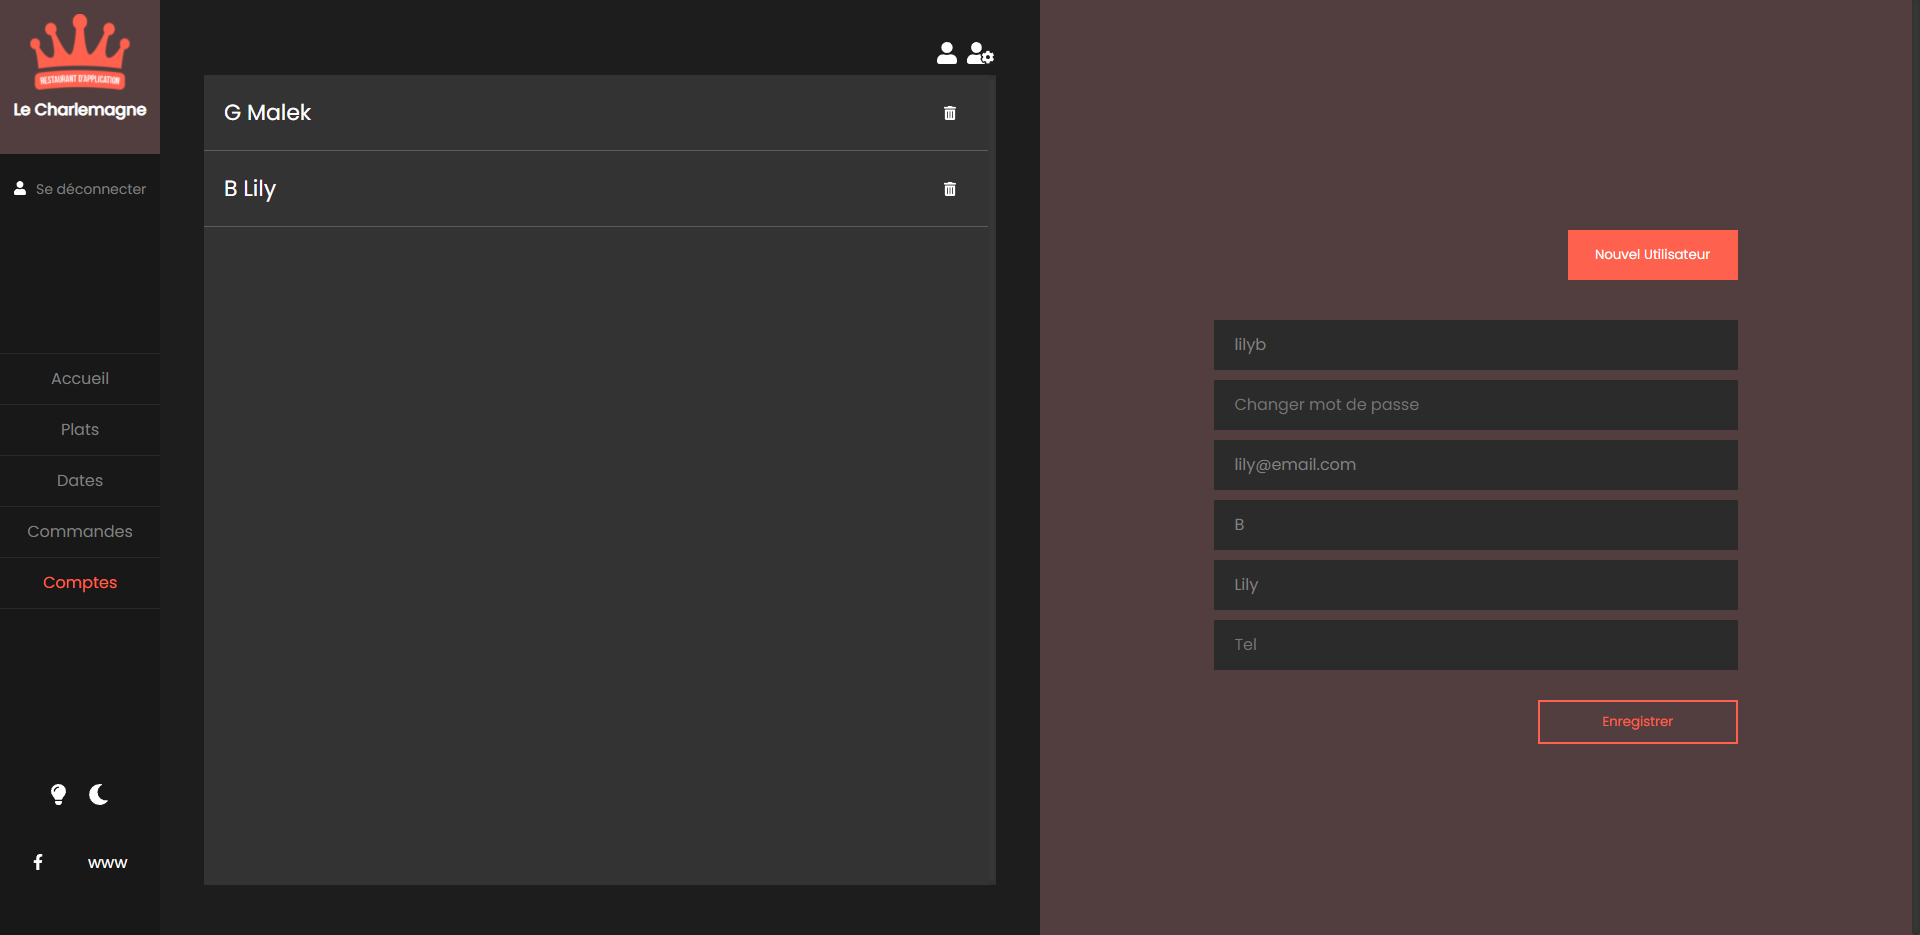 RESTAURANT D'APPLICATION
Le Charlemagne
Se déconnecter
Accueil
Plats
Dates
Commandes
Comptes
www
G Malek
B Lily
Nouvel Utilisateur
lilyb
Changer mot de passe
lily@email.com
B
Lily
Tel
Enregistrer